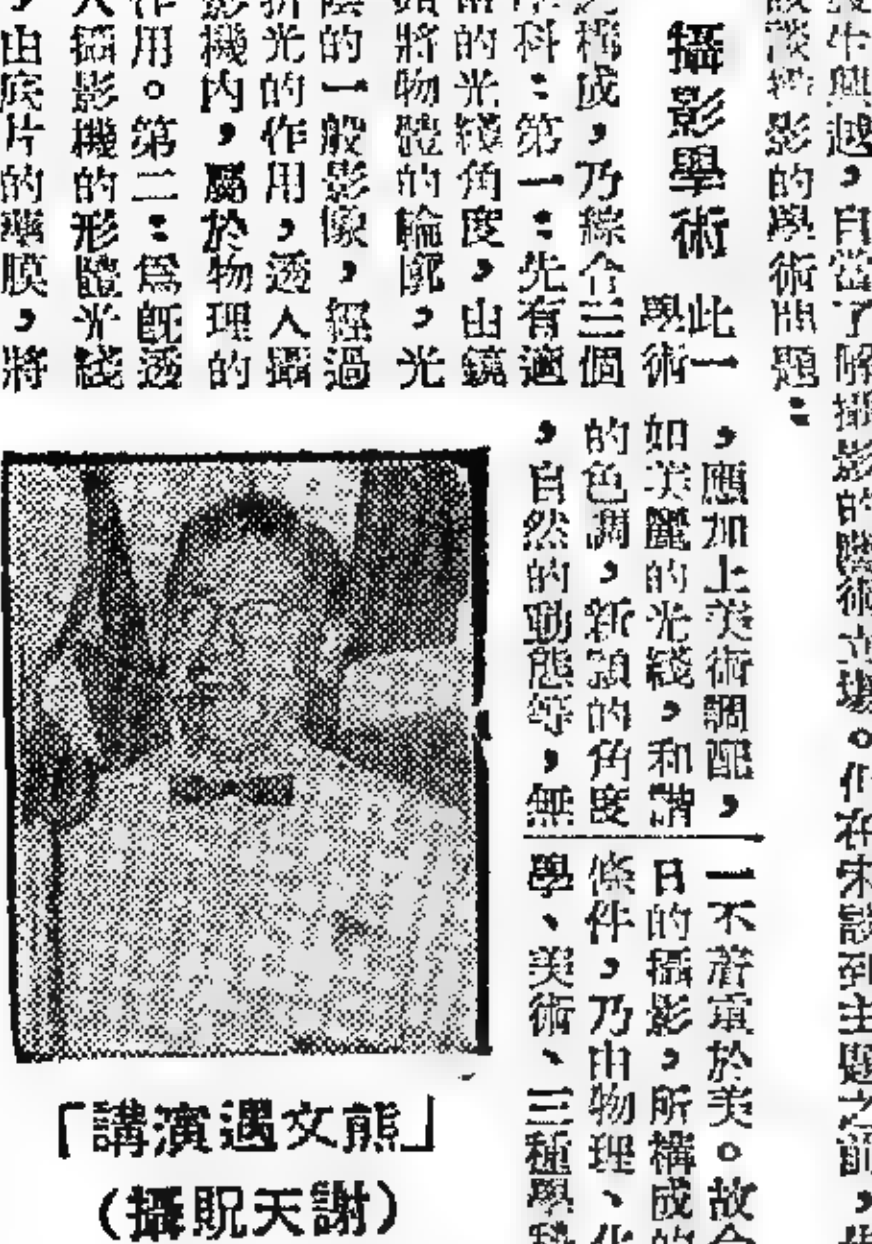 生興趣，自當了解攝影的藝術立場。但在未談到主題之前，
談談攝影的學術問題：
攝影學術
此一
學術
構成，乃綜合三個
學科：第一：先有適
的光綫角度，由鏡
將物體的輪廓，光
的一般影像，經過
折光的作用，透入攝
影機內，屬於物理的
作用。第二：爲既透
入攝影機的形體光綫
，由底片的藥膜，將
，應加上美術調配，
如美麗的光綫，和諧
的色調，新穎的角度
，自然的動態等，無
一不著重於美。故今
日的攝影，所構成的
條件，乃由物理、化
學、美術、三種學科
「熊文遇演講」
（謝天貺攝）